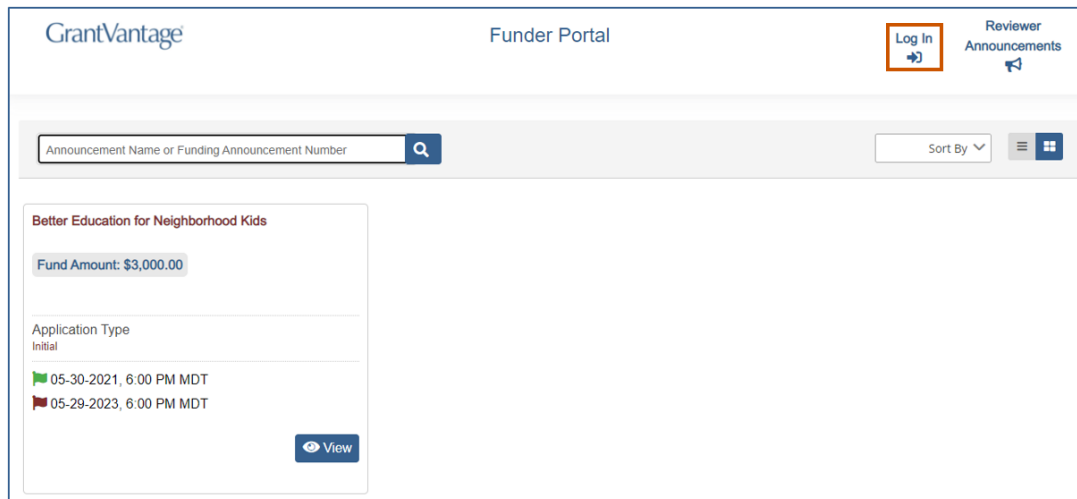 GrantVantage
Funder Portal
Log In
Reviewer
Announcements
Announcement Name or Funding Announcement Number
Sort By
Better Education for Neighborhood Kids
Fund Amount: $3,000.00
Application Type
Initial
05-30-2021, 6:00 PM MDT
05-29-2023, 6:00 PM MDT
View